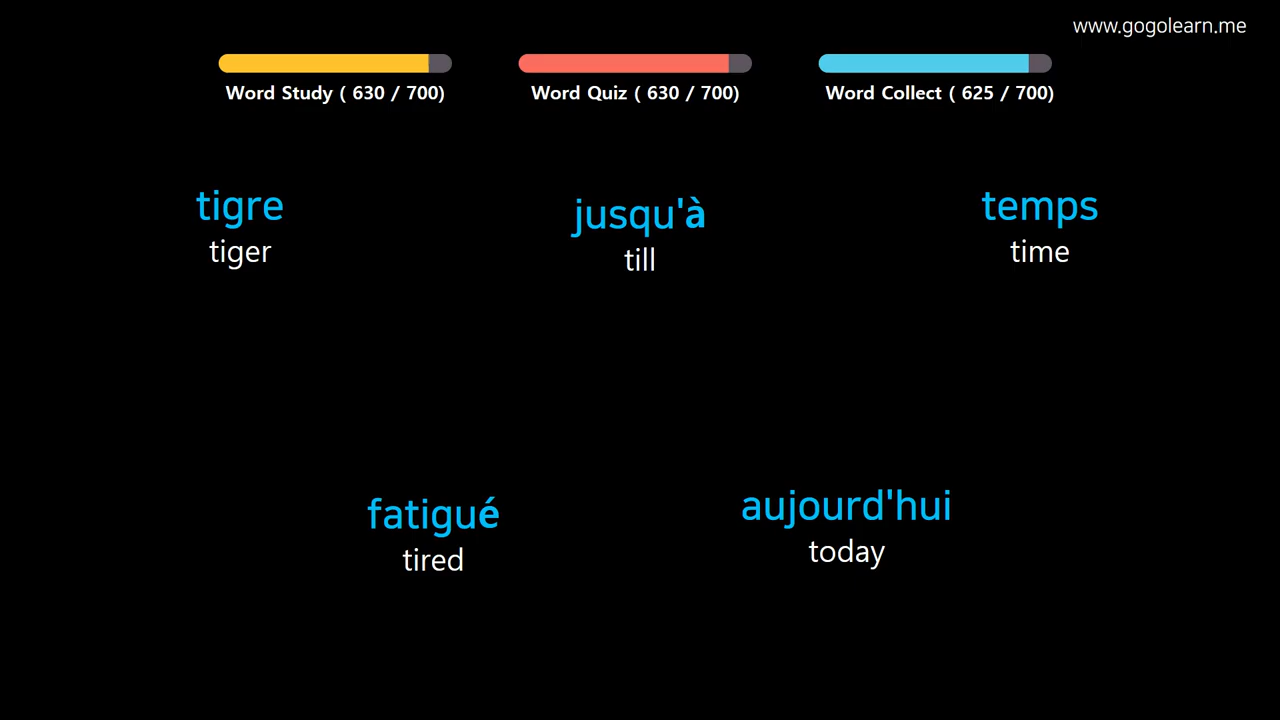 www.gogolearn.me
Word Study ( 630 / 700)
Word Quiz ( 630 / 700)
Word Collect ( 625 / 700)
tigre
tiger
jusqu'à
till
temps
time
fatigué
tired
aujourd'hui
today